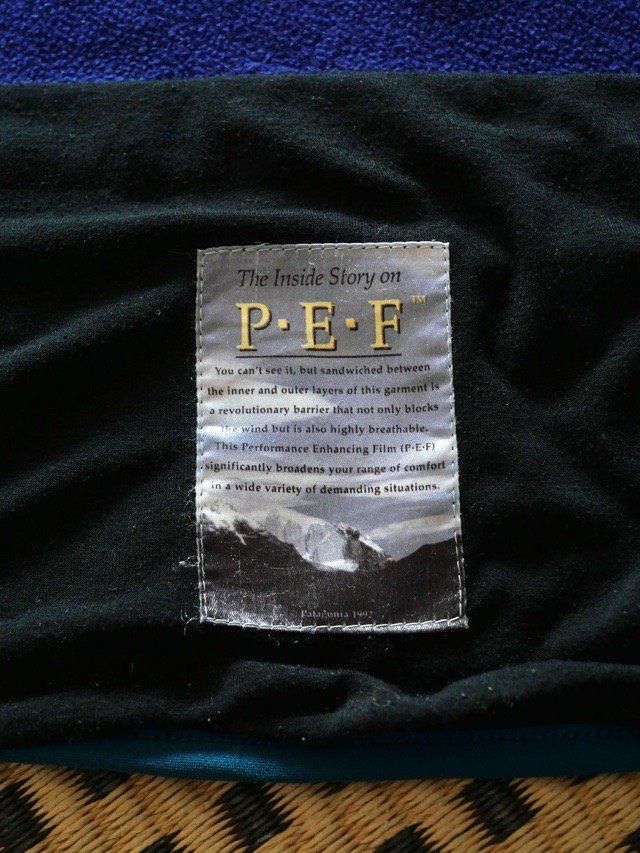 The Inside Story on
P·E·F™
You can't see it, but sandwiched between
the inner and outer layers of this garment is
a revolutionary barrier that not only blocks
the wind but is also highly breathable.
This Performance Enhancing Film (P·E·F)
significantly broadens your range of comfort
in a wide variety of demanding situations.
Patagonia 1992